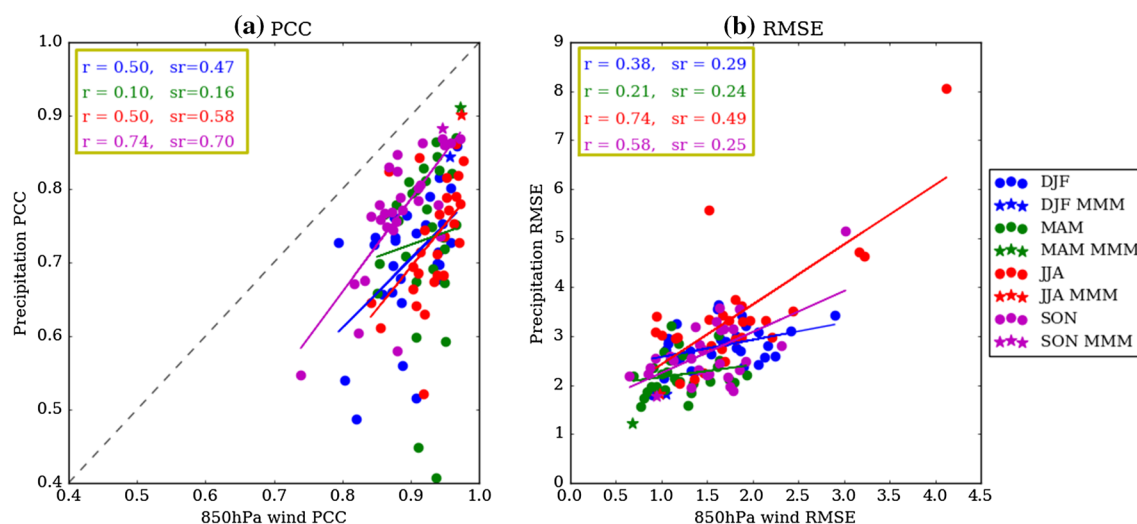 (a) PCC
1.0
0.9
0.8
0.7
0.6
0.5
0.4
Precipitation PCC
r = 0.50, sr=0.47
r = 0.10, sr=0.16
r = 0.50, sr=0.58
r = 0.74, sr=0.70
0.4 0.5 0.6 0.7 0.8 0.9 1.0
850hPa wind PCC
(b) RMSE
9
8
7
6
5
4
3
2
1
0
Precipitation RMSE
r = 0.38, sr = 0.29
r = 0.21, sr = 0.24
r = 0.74, sr = 0.49
r = 0.58, sr = 0.25
0.0 0.5 1.0 1.5 2.0 2.5 3.0 3.5 4.0 4.5
850hPa wind RMSE
DJF
DJF MMM
MAM
MAM MMM
JJA
JJA MMM
SON
SON MMM